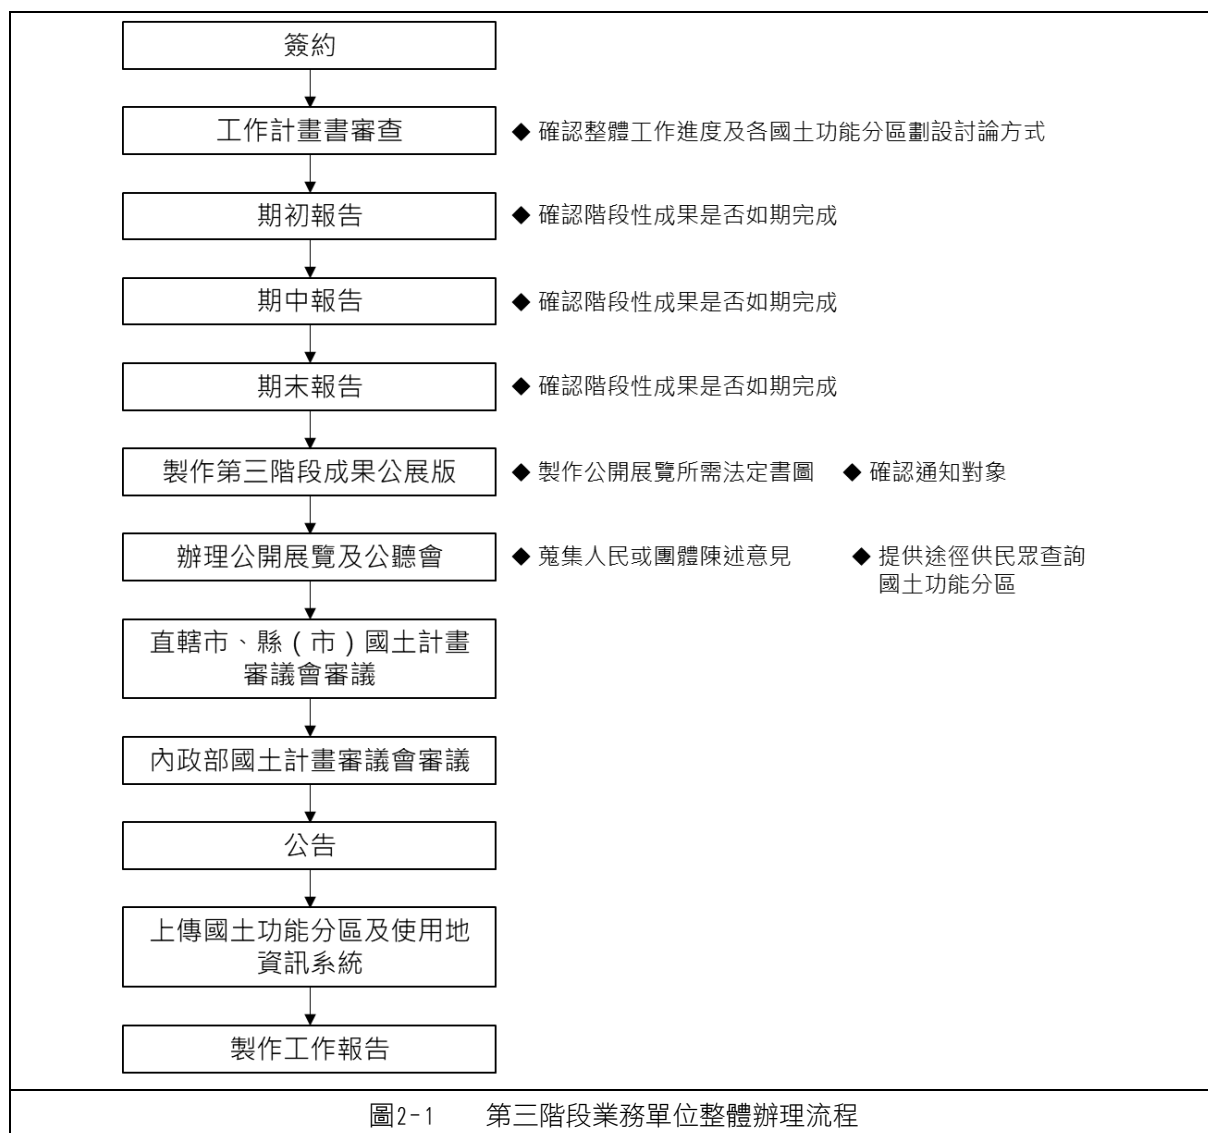 簽約
工作計畫書審查
◆ 確認整體工作進度及各國土功能分區劃設討論方式
期初報告
◆ 確認階段性成果是否如期完成
期中報告
◆ 確認階段性成果是否如期完成
期末報告
◆ 確認階段性成果是否如期完成
製作第三階段成果公展版
◆ 製作公開展覽所需法定書圖 ◆ 確認通知對象
辦理公開展覽及公聽會
◆ 蒐集人民或團體陳述意見 ◆ 提供途徑供民眾查詢
國土功能分區
直轄市、縣（市）國土計畫
審議會審議
內政部國土計畫審議會審議
公告
上傳國土功能分區及使用地
資訊系統
製作工作報告
圖2-1 第三階段業務單位整體辦理流程